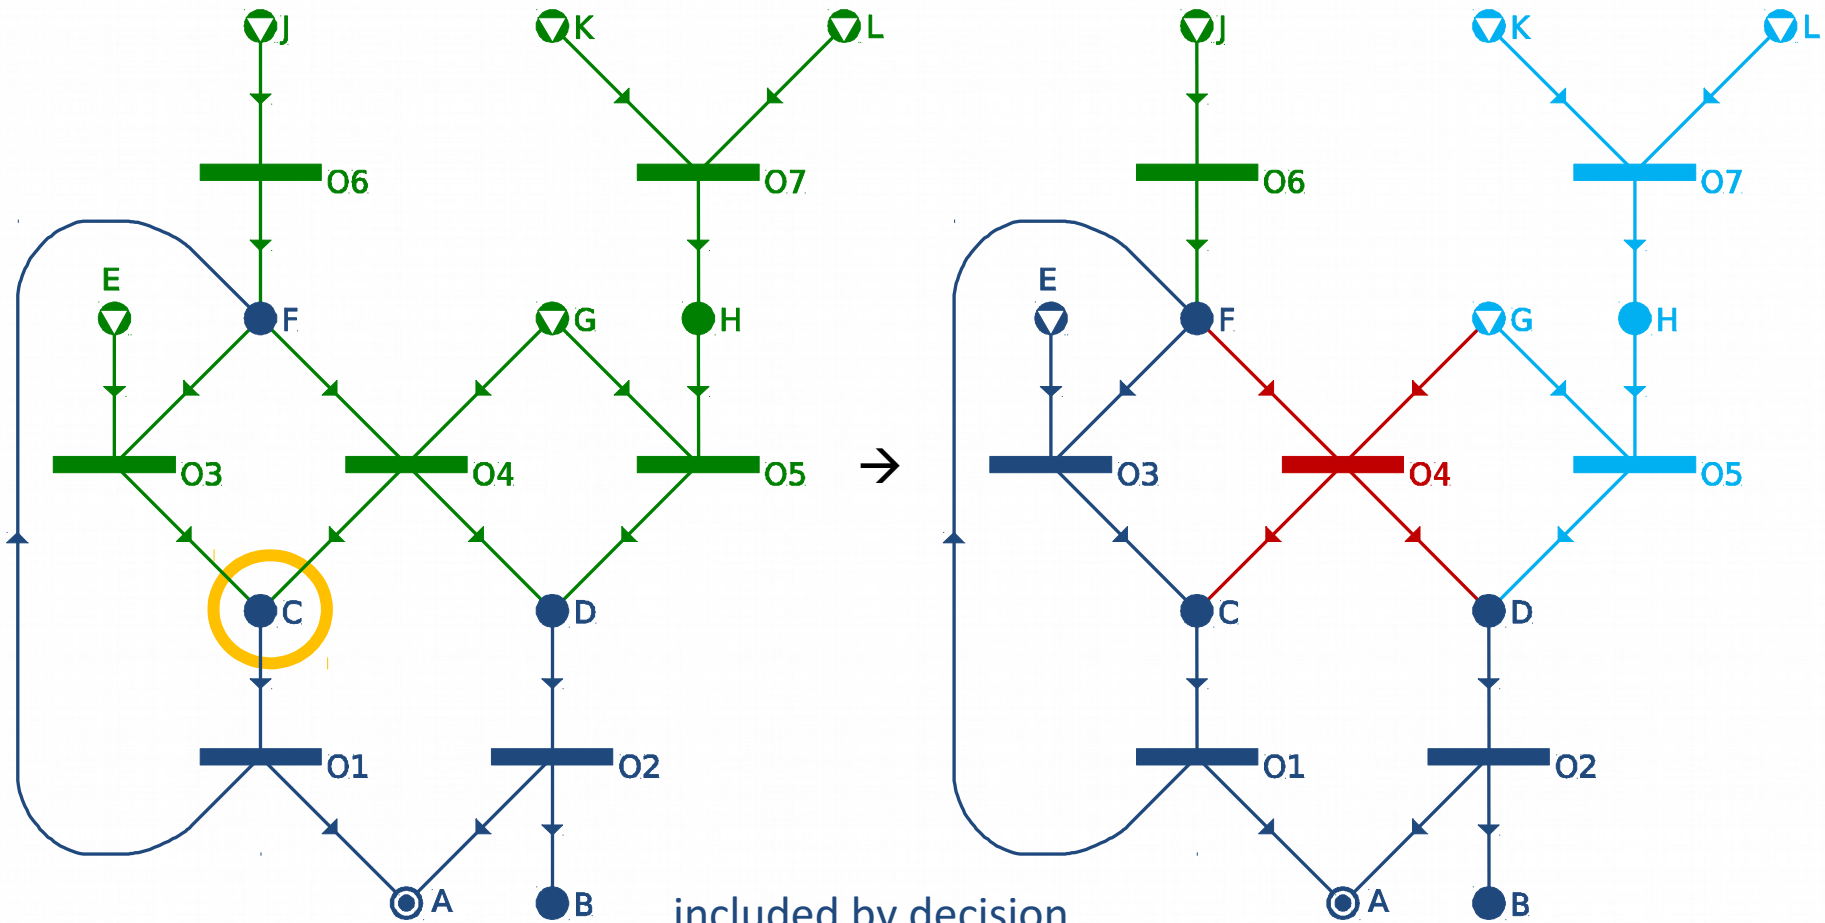 J K L J K L
O6 O7 O6 O7
E F G H E F G H
O3 O4 O5 → O3 O4 O5
C D C D
O1 O2 O1 O2
A B A B
included by decision